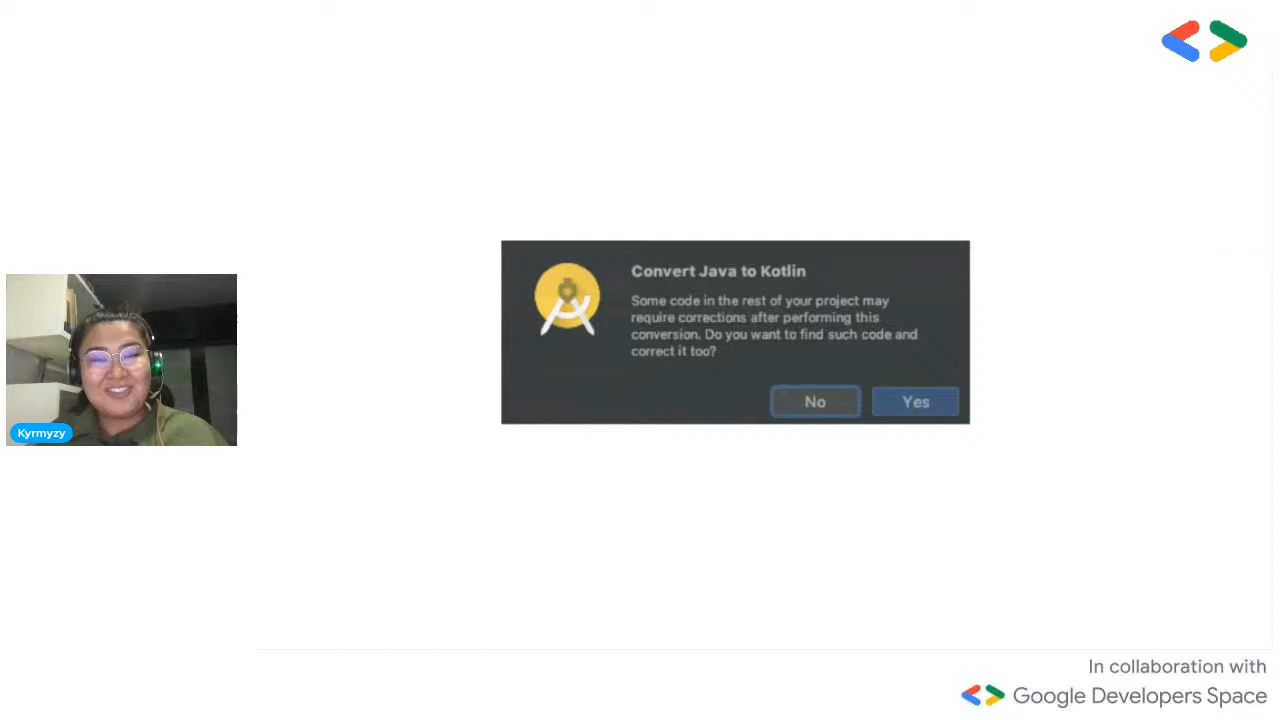 Convert Java to Kotlin
Some code in the rest of your project may
require corrections after performing this
conversion. Do you want to find such code and
correct it too?
No
Yes
Kyrmyzy
In collaboration with
Google Developers Space